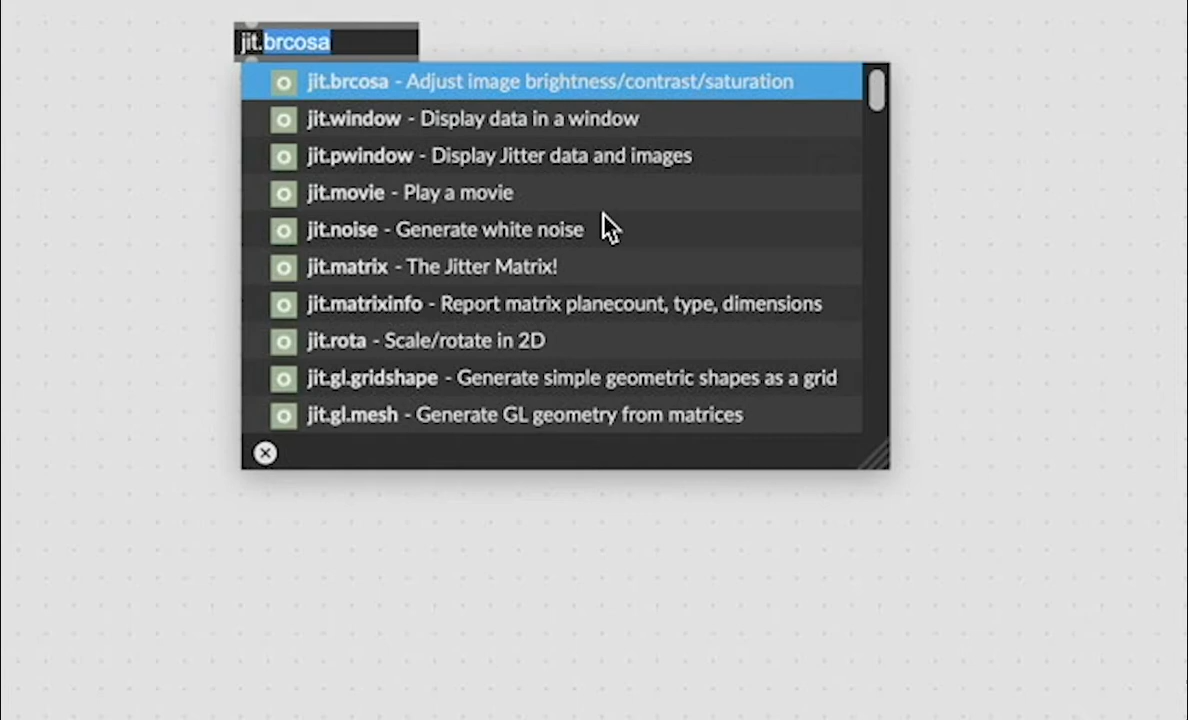 jit.brcosa
jit.brcosa - Adjust image brightness/contrast/saturation
jit.window - Display data in a window
jit.pwindow - Display Jitter data and images
jit.movie - Play a movie
jit.noise - Generate white noise
jit.matrix - The Jitter Matrix!
jit.matrixinfo - Report matrix planecount, type, dimensions
jit.rota - Scale/rotate in 2D
jit.gl.gridshape - Generate simple geometric shapes as a grid
jit.gl.mesh - Generate GL geometry from matrices